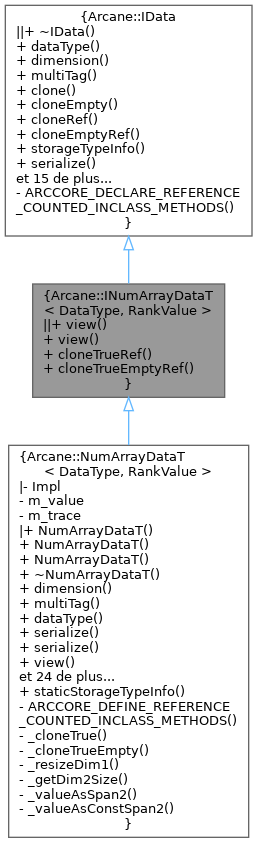 {Arcane::IData
||+ ~IData()
+ dataType()
+ dimension()
+ multiTag()
+ clone()
+ cloneEmpty()
+ cloneRef()
+ cloneEmptyRef()
+ storageTypeInfo()
+ serialize()
et 15 de plus...
- ARCCORE_DECLARE_REFERENCE
_COUNTED_INCLASS_METHODS()
}
{Arcane::INumArrayDataT
< DataType, RankValue >
||+ view()
+ view()
+ cloneTrueRef()
+ cloneTrueEmptyRef()
}
{Arcane::NumArrayDataT
< DataType, RankValue >
|- Impl
- m_value
- m_trace
|+ NumArrayDataT()
+ NumArrayDataT()
+ NumArrayDataT()
+ ~NumArrayDataT()
+ dimension()
+ multiTag()
+ dataType()
+ serialize()
+ serialize()
+ view()
et 24 de plus...
+ staticStorageTypeInfo()
- ARCCORE_DEFINE_REFERENCE
_COUNTED_INCLASS_METHODS()
- _cloneTrue()
- _cloneTrueEmpty()
- _resizeDim1()
- _getDim2Size()
- _valueAsSpan2()
- _valueAsConstSpan2()
}